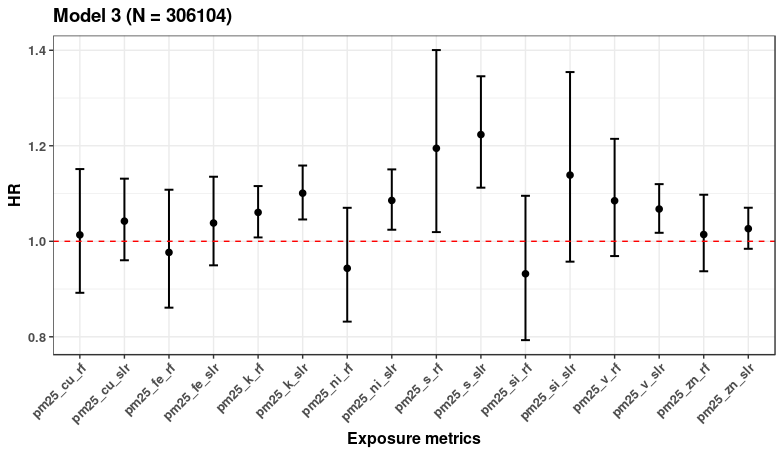 Model 3 (N = 306104)
HR
1.4
1.2
1.0
0.8
pm25_cu_rf
pm25_cu_slr
pm25_fe_rf
pm25_fe_slr
pm25_k_rf
pm25_k_slr
pm25_ni_rf
pm25_ni_slr
pm25_s_rf
pm25_s_slr
pm25_si_rf
pm25_si_slr
pm25_v_rf
pm25_v_slr
pm25_zn_rf
pm25_zn_slr
Exposure metrics